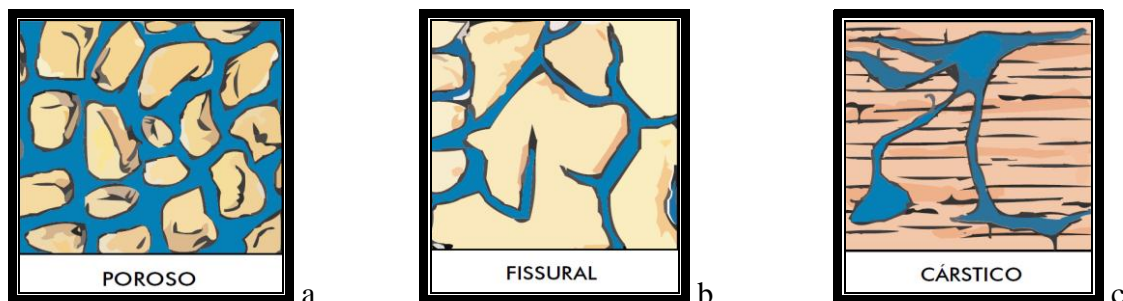 POROSO
a
FISSURAL
b
CÁRSTICO
c